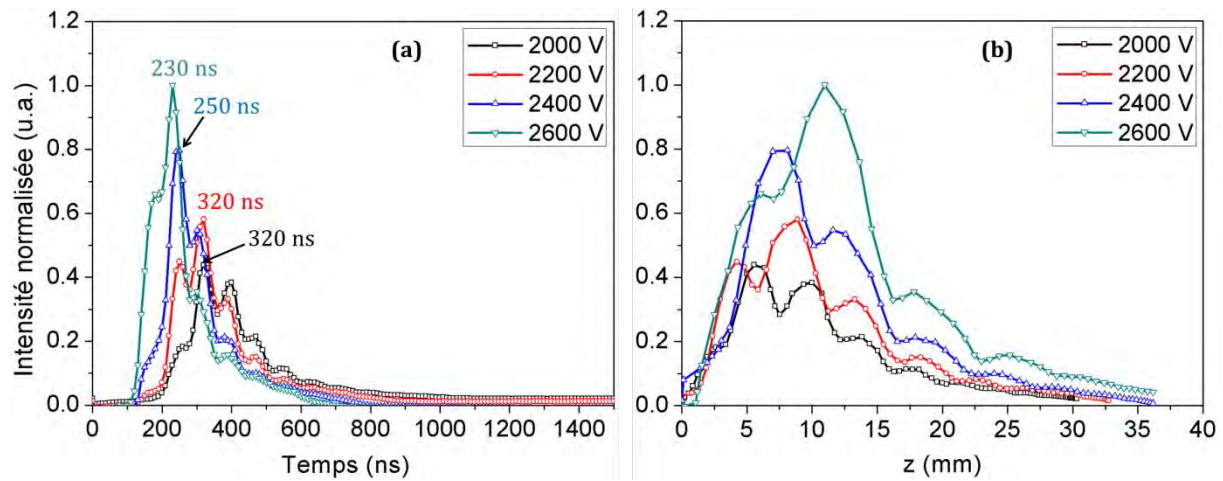 Intensité normalisée (u.a.)
1.2
1.0
0.8
0.6
0.4
0.2
0.0
(a)
2000 V
2200 V
2400 V
2600 V
230 ns
250 ns
320 ns
320 ns
0 200 400 600 800 1000 1200 1400
Temps (ns)
1.2
1.0
0.8
0.6
0.4
0.2
0.0
(b)
2000 V
2200 V
2400 V
2600 V
0 5 10 15 20 25 30 35 40
z (mm)